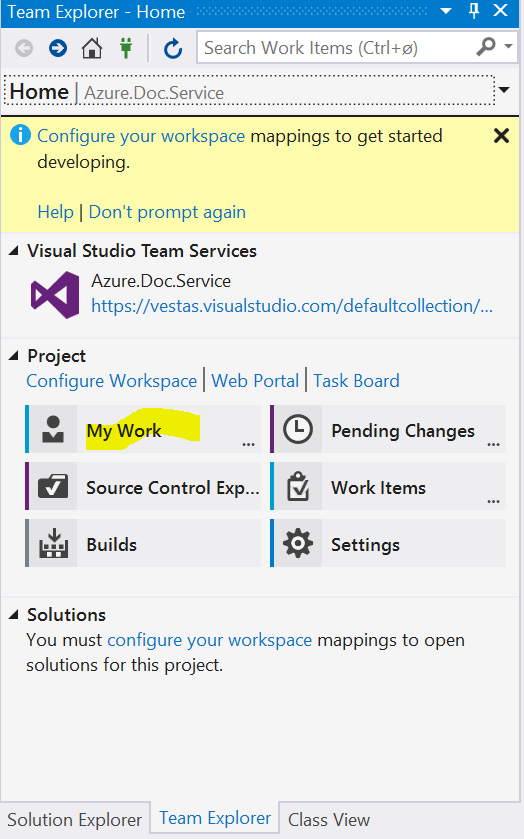 Team Explorer - Home
Search Work Items (Ctrl+ø)
Home | Azure.Doc.Service
Configure your workspace mappings to get started
developing.
Help | Don't prompt again
Visual Studio Team Services
Azure.Doc.Service
https://vestas.visualstudio.com/defaultcollection/...
Project
Configure Workspace | Web Portal | Task Board
My Work ...
Pending Changes ...
Source Control Exp...
Work Items ...
Builds
Settings
Solutions
You must configure your workspace mappings to open
solutions for this project.
Solution Explorer Team Explorer Class View